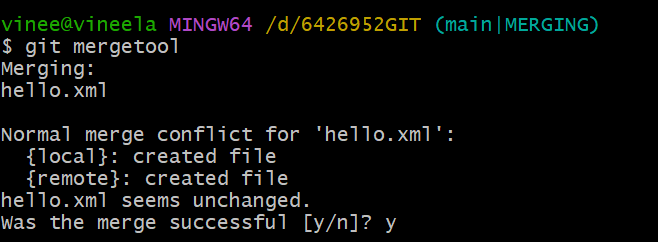 vinee@vineela MINGW64 /d/6426952GIT (main|MERGING)
$ git mergetool
Merging:
hello.xml

Normal merge conflict for 'hello.xml':
  {local}: created file
  {remote}: created file
hello.xml seems unchanged.
Was the merge successful [y/n]? y